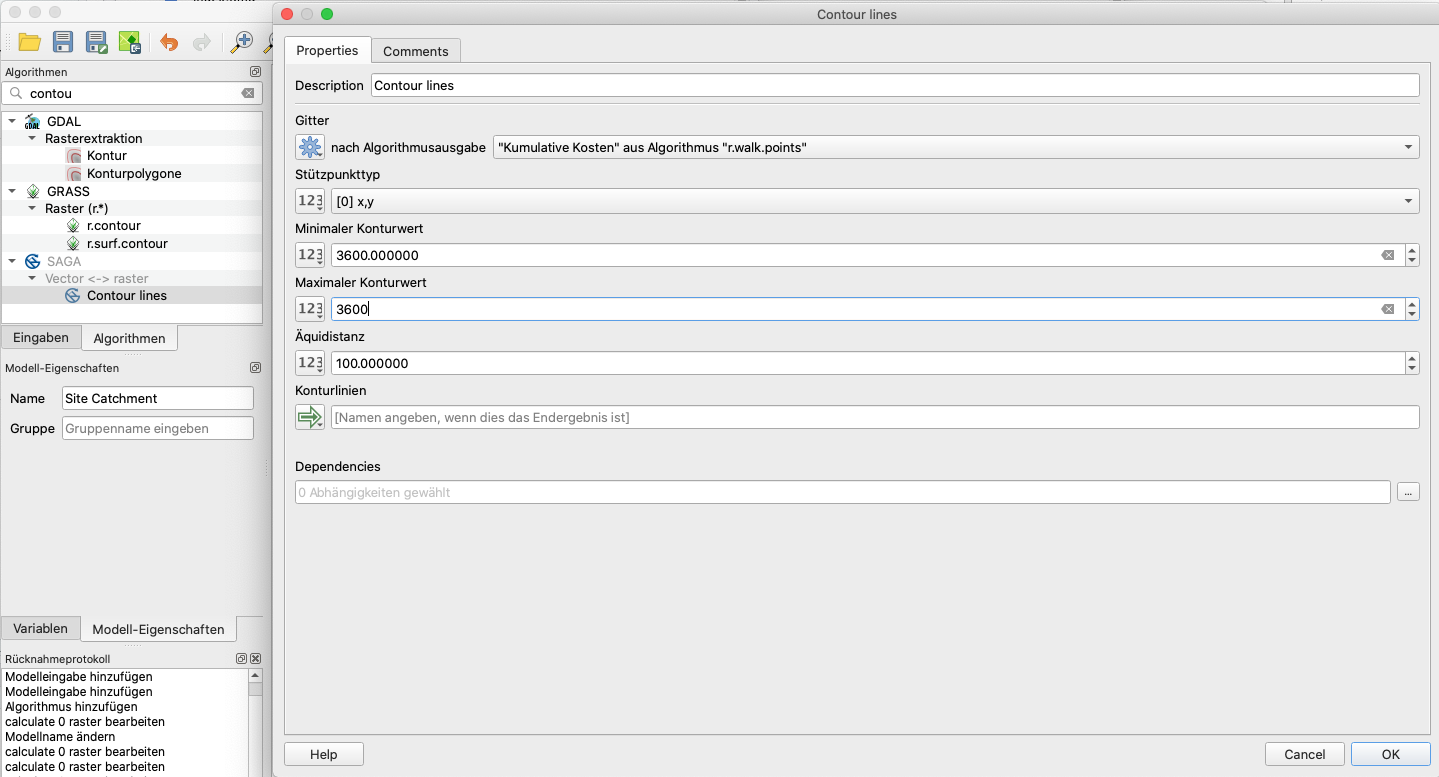 Contour lines
Algorithmen
contou
GDAL
Rasterextraktion
Kontur
Konturpolygone
GRASS
Raster (r.*)
r.contour
r.surf.contour
SAGA
Vector <-> raster
Contour lines
Eingaben
Algorithmen
Modell-Eigenschaften
Name
Site Catchment
Gruppe
Gruppenname eingeben
Variablen
Modell-Eigenschaften
Rücknahmeprotokoll
Modelleingabe hinzufügen
Modelleingabe hinzufügen
Algorithmus hinzufügen
calculate 0 raster bearbeiten
Modellname ändern
calculate 0 raster bearbeiten
calculate 0 raster bearbeiten
Properties
Comments
Description
Contour lines
Gitter
nach Algorithmusausgabe
"Kumulative Kosten" aus Algorithmus "r.walk.points"
Stützpunkttyp
123
[0] x,y
Minimaler Konturwert
123
3600.000000
Maximaler Konturwert
123
3600
Äquidistanz
123
100.000000
Konturlinien
[Namen angeben, wenn dies das Endergebnis ist]
Dependencies
0 Abhängigkeiten gewählt
...
Help
Cancel
OK